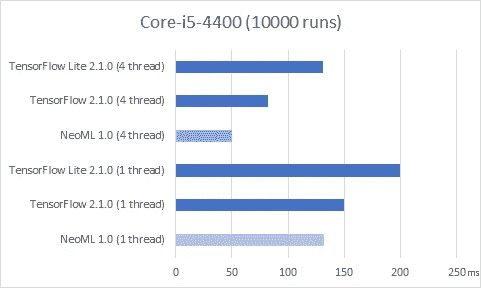 Core-i5-4400 (10000 runs)
TensorFlow Lite 2.1.0 (4 thread)
TensorFlow 2.1.0 (4 thread)
NeoML 1.0 (4 thread)
TensorFlow Lite 2.1.0 (1 thread)
TensorFlow 2.1.0 (1 thread)
NeoML 1.0 (1 thread)
0 50 100 150 200 250 ms